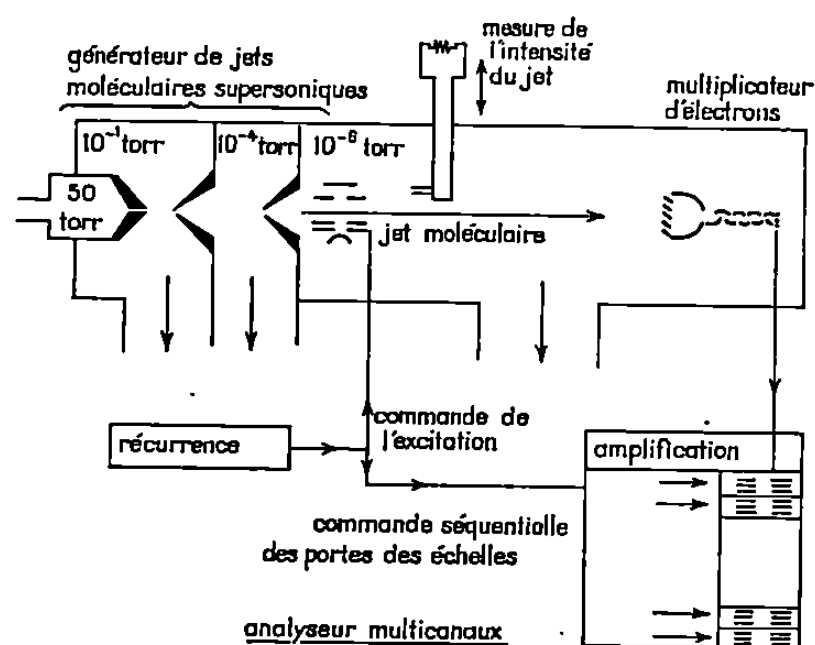 générateur de jets
moléculaires supersoniques
mesure de
l'intensité
du jet
multiplicateur
d'électrons
10⁻¹ torr
10⁻⁴ torr
10⁻⁶ torr
50
torr
jet moléculaire
récurrence
commande de
l'excitation
amplification
commande séquentiolle
des portes des échelles
analyseur multicanaux